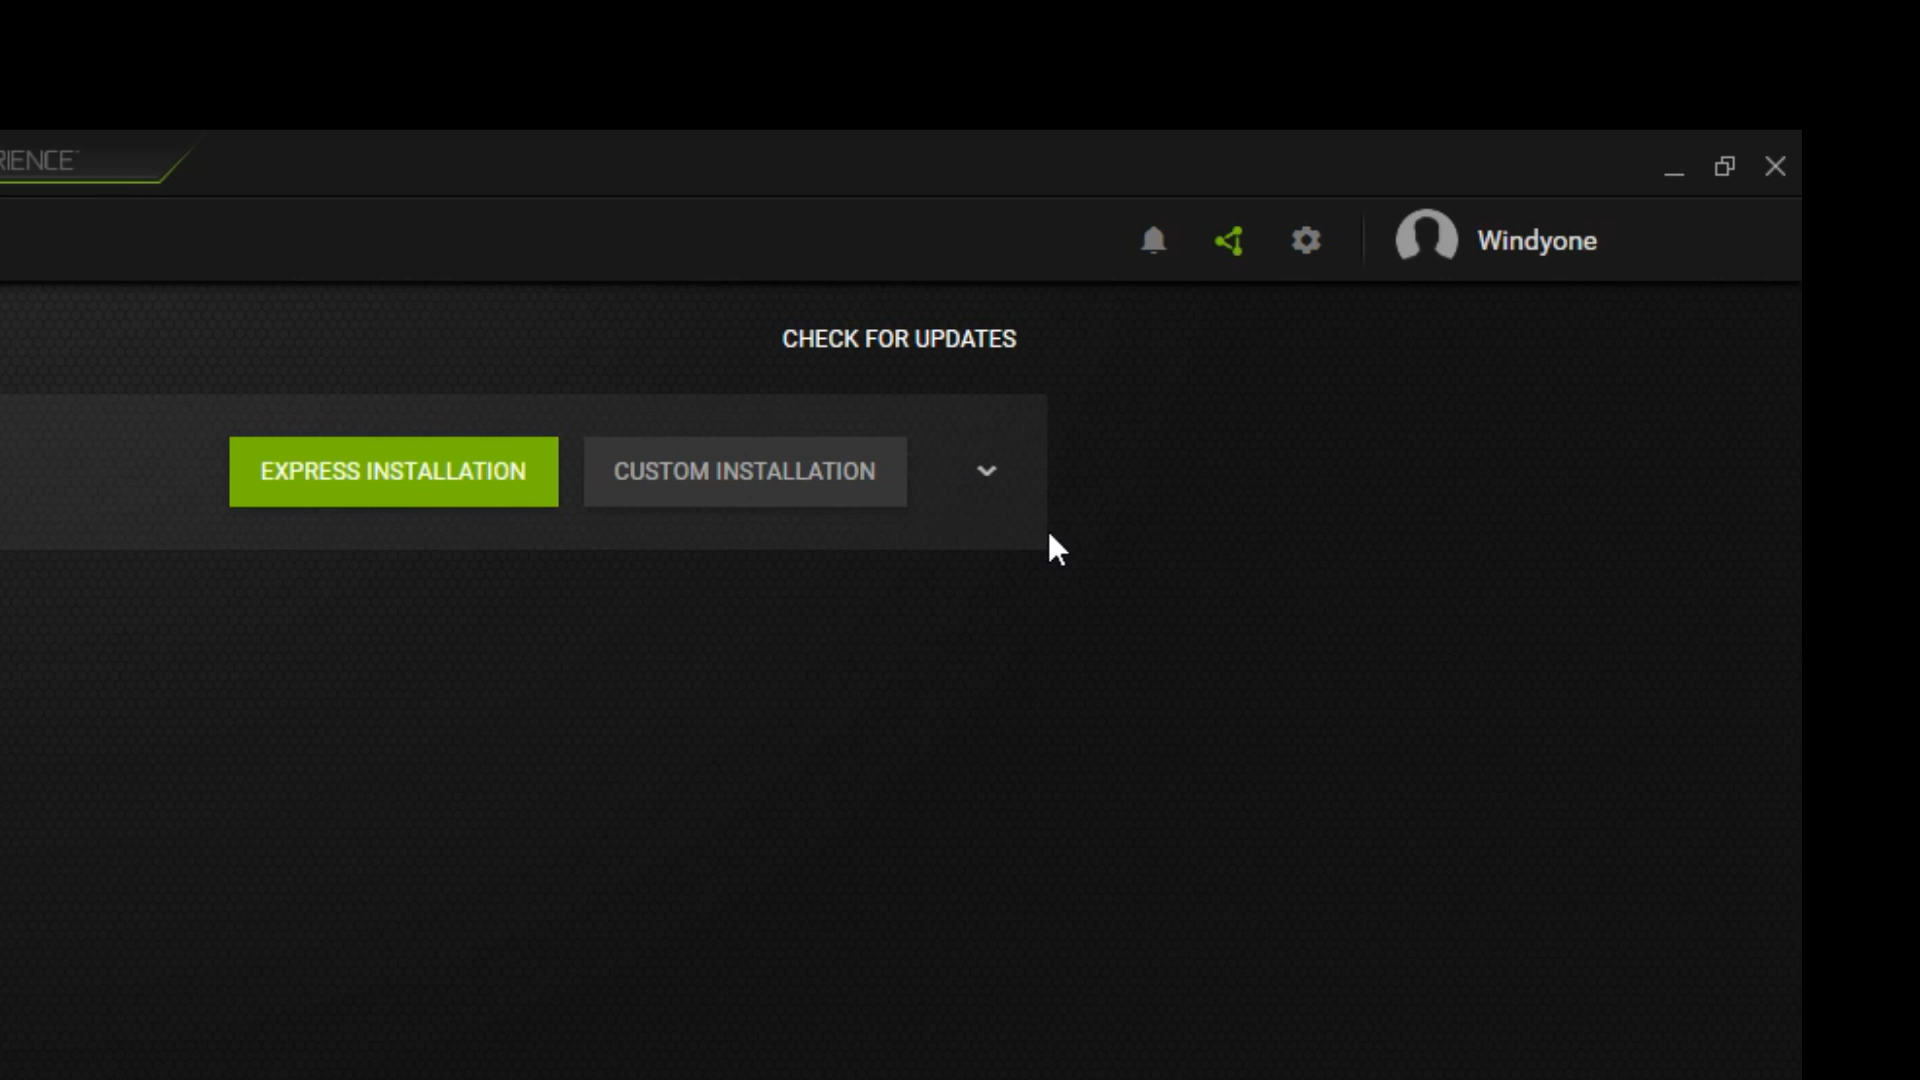 RIENCE
Windyone
CHECK FOR UPDATES
EXPRESS INSTALLATION
CUSTOM INSTALLATION